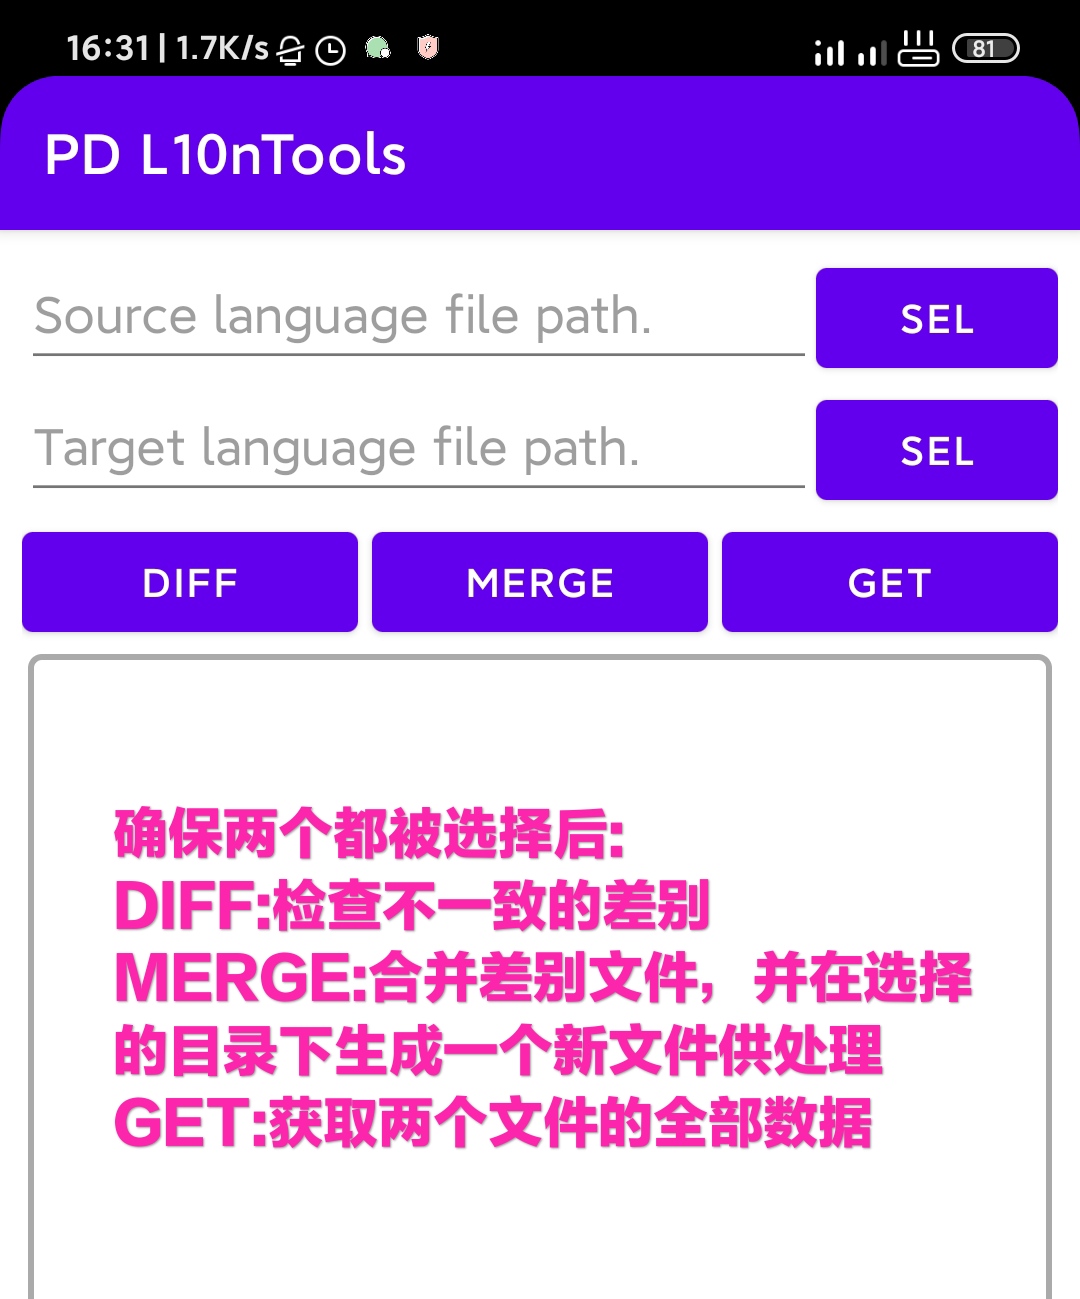 16:31 | 1.7K/s
81
PD L10nTools
Source language file path.
SEL
Target language file path.
SEL
DIFF
MERGE
GET
确保两个都被选择后:
DIFF:检查不一致的差别
MERGE:合并差别文件，并在选择
的目录下生成一个新文件供处理
GET:获取两个文件的全部数据